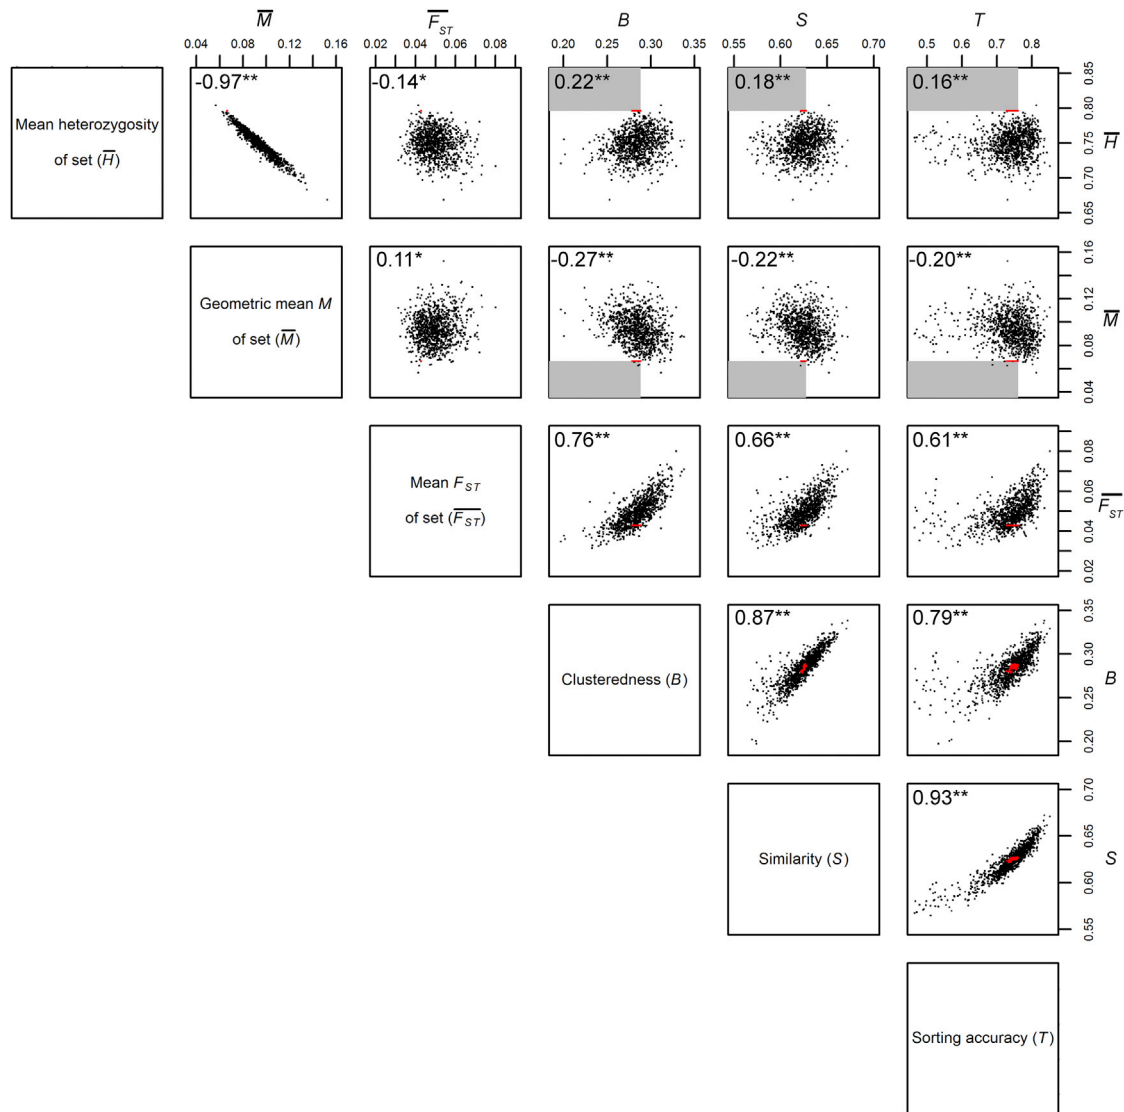 M F_ST B S T
0.04 0.08 0.12 0.16 0.02 0.04 0.06 0.08 0.20 0.25 0.30 0.35 0.55 0.60 0.65 0.70 0.5 0.6 0.7 0.8
Mean heterozygosity
of set (H)
-0.97** -0.14* 0.22** 0.18** 0.16**
0.65 0.70 0.75 0.80 0.85
H
Geometric mean M
of set (M)
0.11* -0.27** -0.22** -0.20**
0.04 0.08 0.12 0.16
M
Mean F_ST
of set (F_ST)
0.76** 0.66** 0.61**
0.02 0.04 0.06 0.08
F_ST
Clusteredness (B)
0.87** 0.79**
0.20 0.25 0.30 0.35
B
Similarity (S)
0.93**
0.55 0.60 0.65 0.70
S
Sorting accuracy (T)